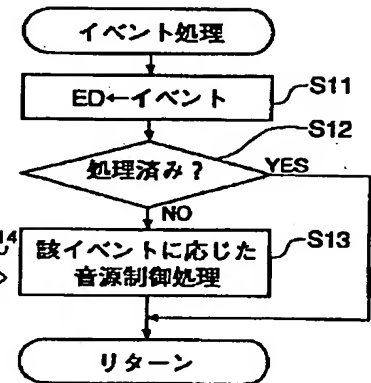 イベント処理
ED←イベント
S11
S12
処理済み?
YES
NO
14
該イベントに応じた
音源制御処理
S13
リターン